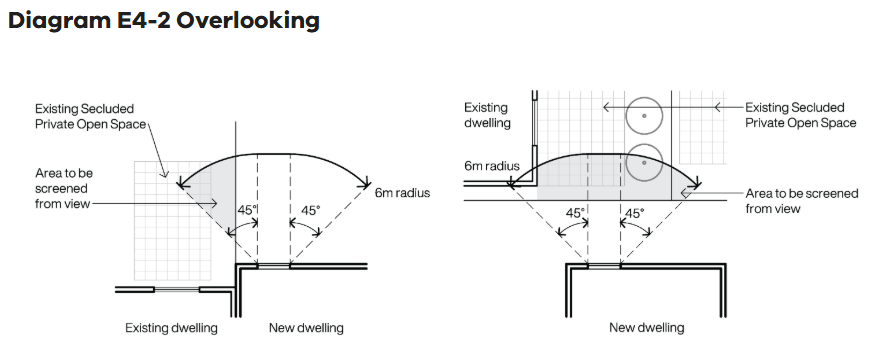 Diagram E4-2 Overlooking
Existing Secluded
Private Open Space
Area to be
screened
from view
45°
45°
6m radius
Existing dwelling
New dwelling
Existing
dwelling
Existing Secluded
Private Open Space
6m radius
Area to be screened
from view
45°
45°
New dwelling